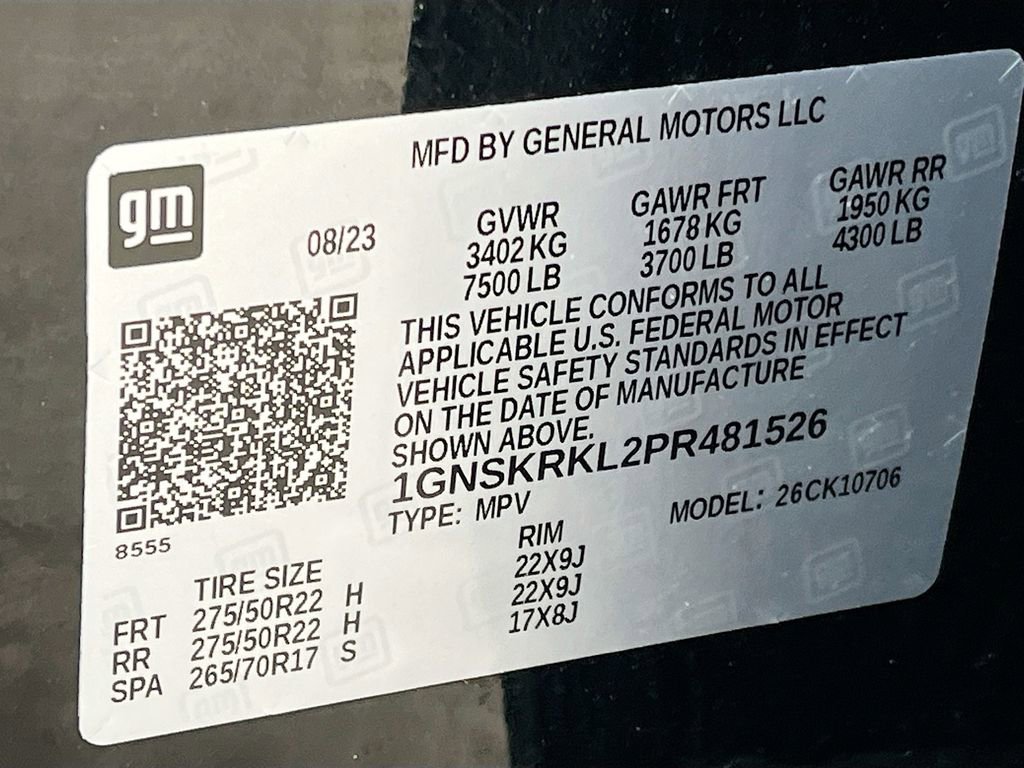 gm
MFD BY GENERAL MOTORS LLC
08/23
GVWR GAWR FRT GAWR RR
3402 KG 1678 KG 1950 KG
7500 LB 3700 LB 4300 LB
THIS VEHICLE CONFORMS TO ALL
APPLICABLE U.S. FEDERAL MOTOR
VEHICLE SAFETY STANDARDS IN EFFECT
ON THE DATE OF MANUFACTURE
SHOWN ABOVE.
1GNSKRKL2PR481526
TYPE: MPV MODEL: 26CK10706
8555
TIRE SIZE RIM
FRT 275/50R22 H 22X9J
RR 275/50R22 H 22X9J
SPA 265/70R17 S 17X8J